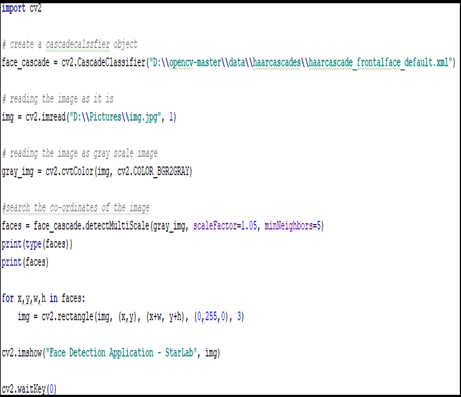 import cv2
# create a cascadecalssfier object
face_cascade = cv2.CascadeClassifier("D:\\opencv-master\\data\\haarcascades\\haarcascade_frontalface_default.xml")
# reading the image as it is
img = cv2.imread("D:\\Pictures\\img.jpg", 1)
# reading the image as gray scale image
gray_img = cv2.cvtColor(img, cv2.COLOR_BGR2GRAY)
#search the co-ordinates of the image
faces = face_cascade.detectMultiScale(gray_img, scaleFactor=1.05, minNeighbors=5)
print(type(faces))
print(faces)
for x,y,w,h in faces:
    img = cv2.rectangle(img, (x,y), (x+w, y+h), (0,255,0), 3)
cv2.imshow("Face Detection Application - StarLab", img)
cv2.waitKey(0)